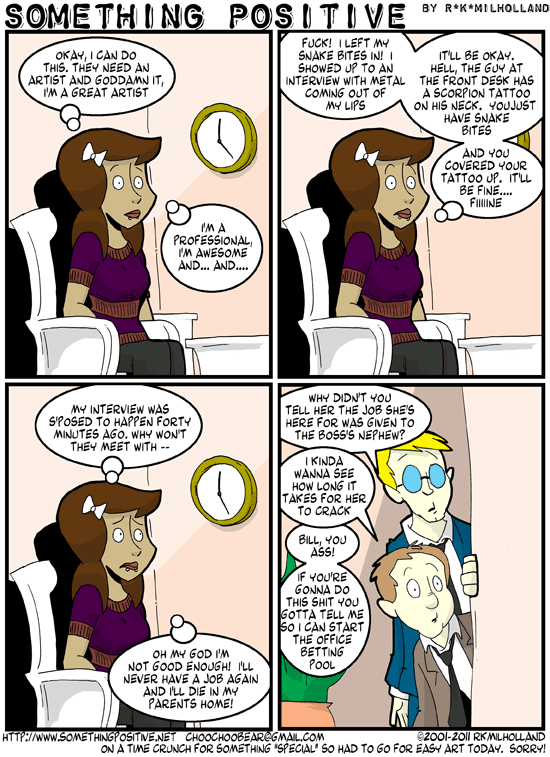 SOMETHING POSITIVE BY R*K*MILHOLLAND
OKAY, I CAN DO
THIS. THEY NEED AN
ARTIST AND GODDAMN IT,
I'M A GREAT ARTIST
I'M A
PROFESSIONAL,
I'M AWESOME
AND... AND....
FUCK! I LEFT MY
SNAKE BITES IN! I
SHOWED UP TO AN
INTERVIEW WITH METAL
COMING OUT OF
MY LIPS
IT'LL BE OKAY.
HELL, THE GUY AT
THE FRONT DESK HAS
A SCORPION TATTOO
ON HIS NECK. YOUJUST
HAVE SNAKE
BITES
AND YOU
COVERED YOUR
TATTOO UP. IT'LL
BE FINE....
FIIIIINE
MY INTERVIEW WAS
S'POSED TO HAPPEN FORTY
MINUTES AGO. WHY WON'T
THEY MEET WITH --
OH MY GOD I'M
NOT GOOD ENOUGH! I'LL
NEVER HAVE A JOB AGAIN
AND I'LL DIE IN MY
PARENTS HOME!
WHY DIDN'T YOU
TELL HER THE JOB SHE'S
HERE FOR WAS GIVEN TO
THE BOSS'S NEPHEW?
I KINDA
WANNA SEE
HOW LONG IT
TAKES FOR HER
TO CRACK
BILL, YOU
ASS!
IF YOU'RE
GONNA DO
THIS SHIT YOU
GOTTA TELL ME
SO I CAN START
THE OFFICE
BETTING
POOL
HTTP://WWW.SOMETHINGPOSITIVE.NET CHOOCHOOBEAR@GMAIL.COM ©2001-2011 RKMILHOLLAND
ON A TIME CRUNCH FOR SOMETHING "SPECIAL" SO HAD TO GO FOR EASY ART TODAY. SORRY!